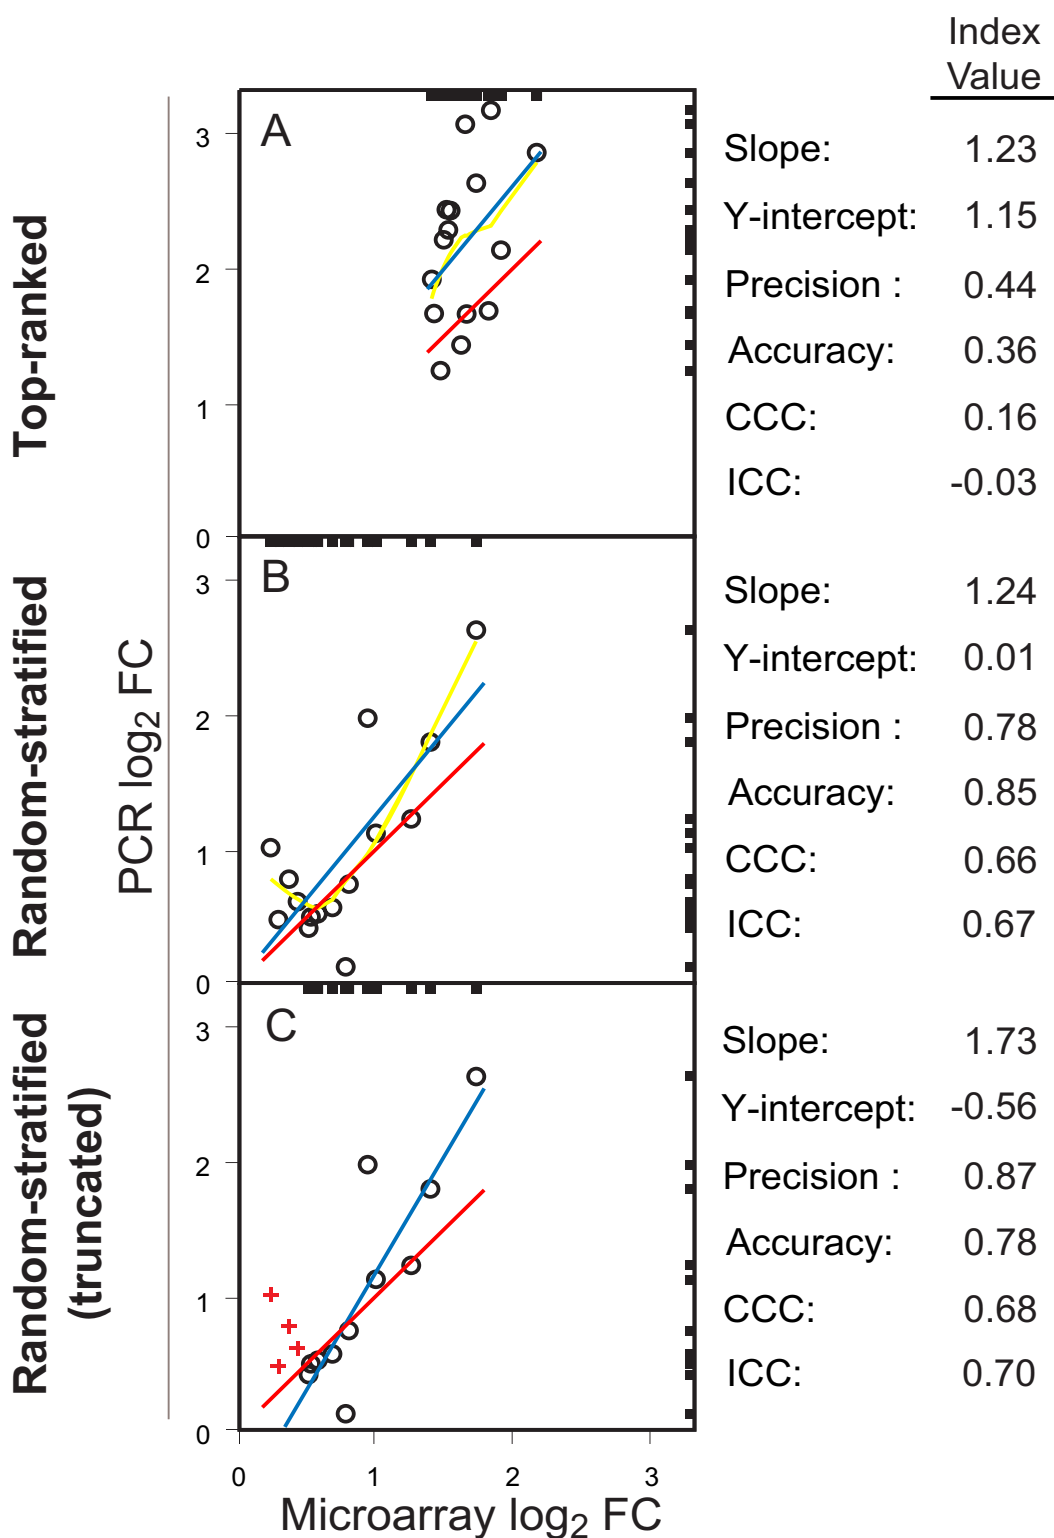 Index
Value
Top-ranked
A
3
2
1
0
Slope: 1.23
Y-intercept: 1.15
Precision : 0.44
Accuracy: 0.36
CCC: 0.16
ICC: -0.03
Random-stratified
PCR log2 FC
B
3
2
1
0
Slope: 1.24
Y-intercept: 0.01
Precision : 0.78
Accuracy: 0.85
CCC: 0.66
ICC: 0.67
Random-stratified
(truncated)
C
3
2
1
0
Slope: 1.73
Y-intercept: -0.56
Precision : 0.87
Accuracy: 0.78
CCC: 0.68
ICC: 0.70
0 1 2 3
Microarray log2 FC